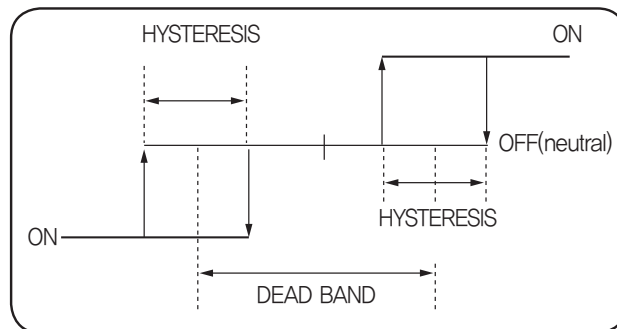 HYSTERESIS
ON
OFF(neutral)
HYSTERESIS
ON
DEAD BAND